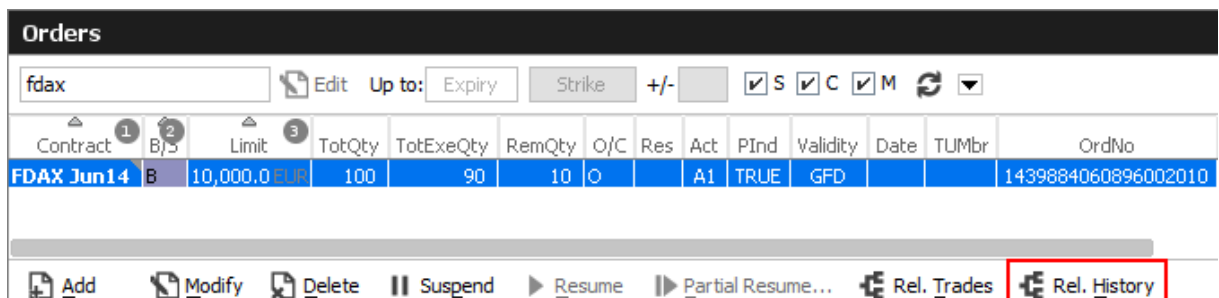 Orders
fdax Edit Up to: Expiry Strike +/- S C M
Contract 1 B/S 2 Limit 3 TotQty TotExeQty RemQty O/C Res Act PInd Validity Date TUMbr OrdNo
FDAX Jun14 B 10,000.0 EUR 100 90 10 O A1 TRUE GFD 1439884060896002010
Add Modify Delete Suspend Resume Partial Resume... Rel. Trades Rel. History